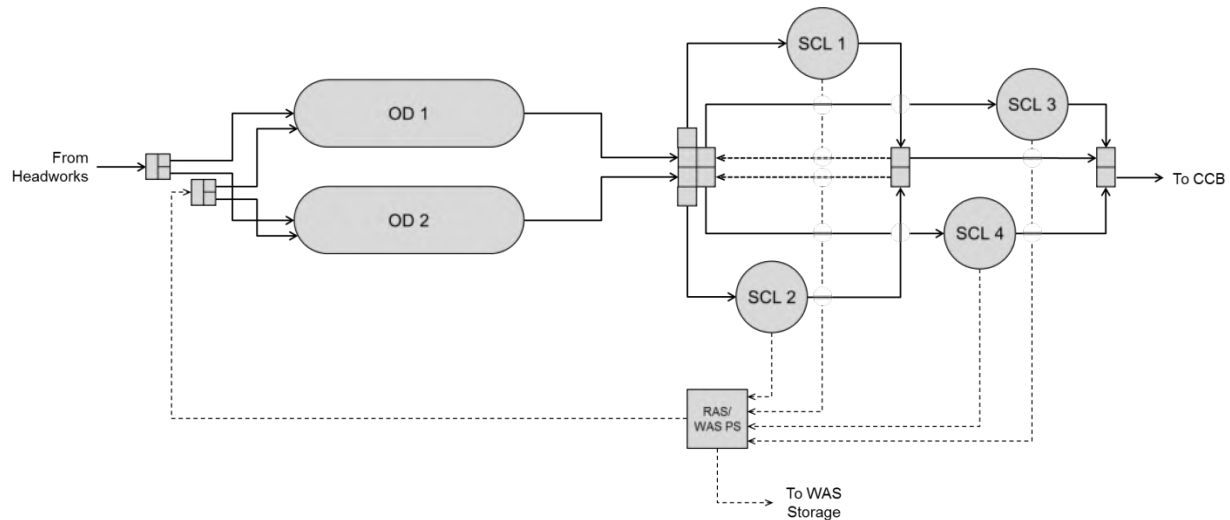 SCL 1
OD 1
SCL 3
From
Headworks
To CCB
OD 2
SCL 4
SCL 2
RAS/
WAS PS
To WAS
Storage